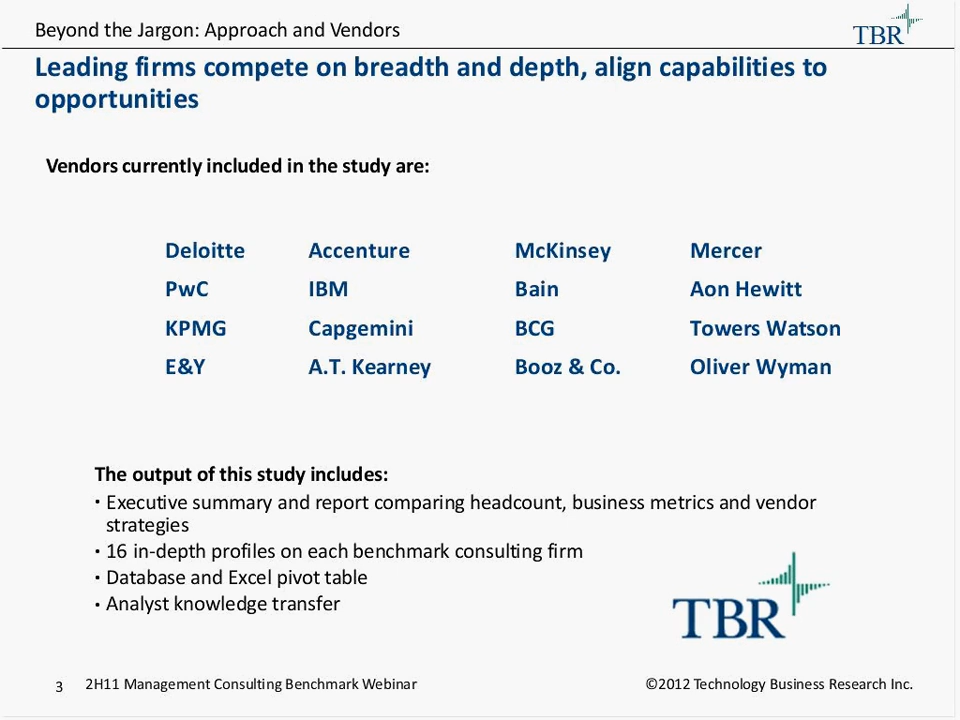 Beyond the Jargon: Approach and Vendors
TBR
Leading firms compete on breadth and depth, align capabilities to
opportunities
Vendors currently included in the study are:
Deloitte Accenture McKinsey Mercer
PwC IBM Bain Aon Hewitt
KPMG Capgemini BCG Towers Watson
E&Y A.T. Kearney Booz & Co. Oliver Wyman
The output of this study includes:
• Executive summary and report comparing headcount, business metrics and vendor
strategies
• 16 in-depth profiles on each benchmark consulting firm
• Database and Excel pivot table
• Analyst knowledge transfer
TBR
3 2H11 Management Consulting Benchmark Webinar ©2012 Technology Business Research Inc.